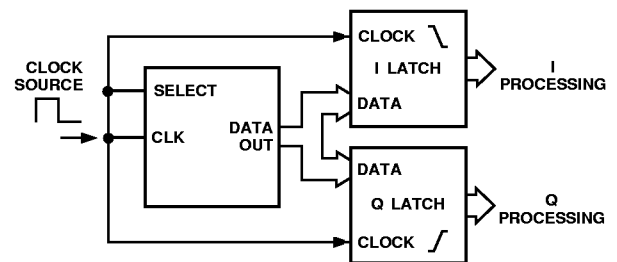 CLOCK
SOURCE
SELECT
CLK
DATA
OUT
CLOCK
I LATCH
DATA
DATA
Q LATCH
CLOCK
I
PROCESSING
Q
PROCESSING